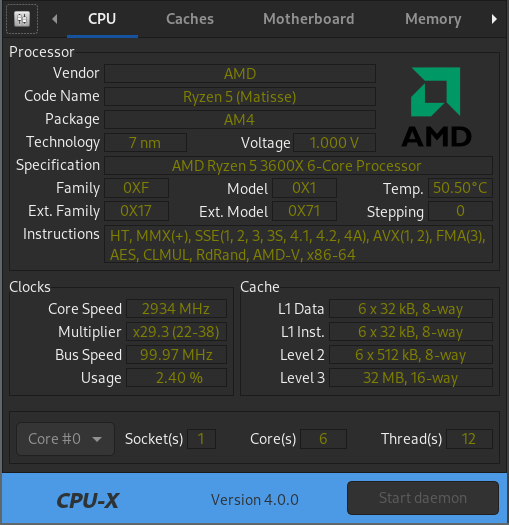 CPU Caches Motherboard Memory
Processor
Vendor AMD
Code Name Ryzen 5 (Matisse)
Package AM4
AMD
Technology 7 nm Voltage 1.000 V
Specification AMD Ryzen 5 3600X 6-Core Processor
Family 0XF Model 0X1 Temp. 50.50°C
Ext. Family 0X17 Ext. Model 0X71 Stepping 0
Instructions HT, MMX(+), SSE(1, 2, 3, 3S, 4.1, 4.2, 4A), AVX(1, 2), FMA(3),
AES, CLMUL, RdRand, AMD-V, x86-64
Clocks Cache
Core Speed 2934 MHz L1 Data 6 x 32 kB, 8-way
Multiplier x29.3 (22-38) L1 Inst. 6 x 32 kB, 8-way
Bus Speed 99.97 MHz Level 2 6 x 512 kB, 8-way
Usage 2.40 % Level 3 32 MB, 16-way
Core #0 Socket(s) 1 Core(s) 6 Thread(s) 12
CPU-X Version 4.0.0 Start daemon